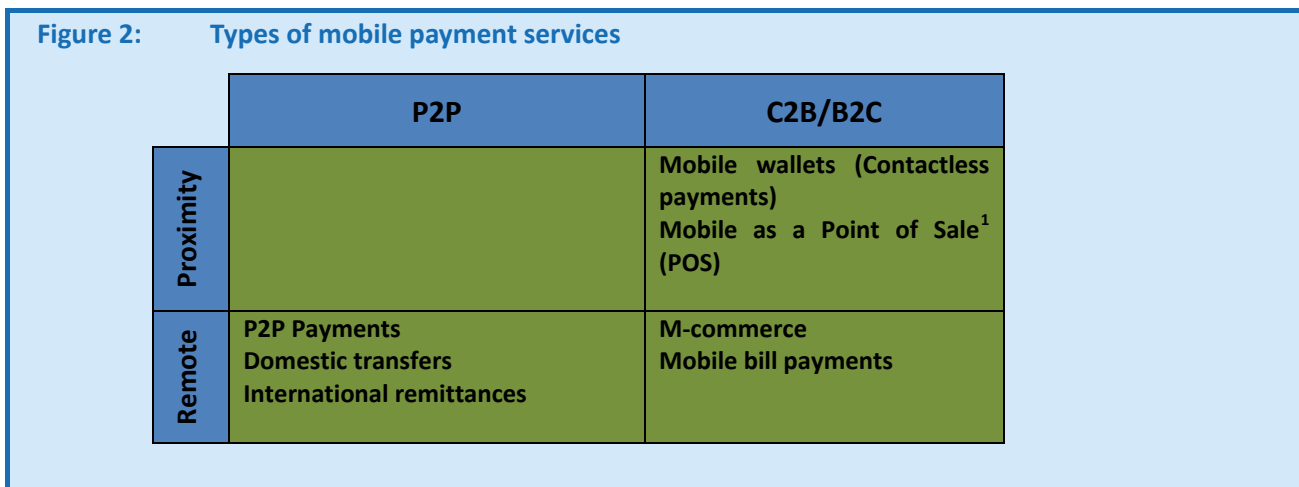 Figure 2: Types of mobile payment services
P2P C2B/B2C
Proximity
Mobile wallets (Contactless
payments)
Mobile as a Point of Sale¹
(POS)
Remote
P2P Payments
Domestic transfers
International remittances
M-commerce
Mobile bill payments